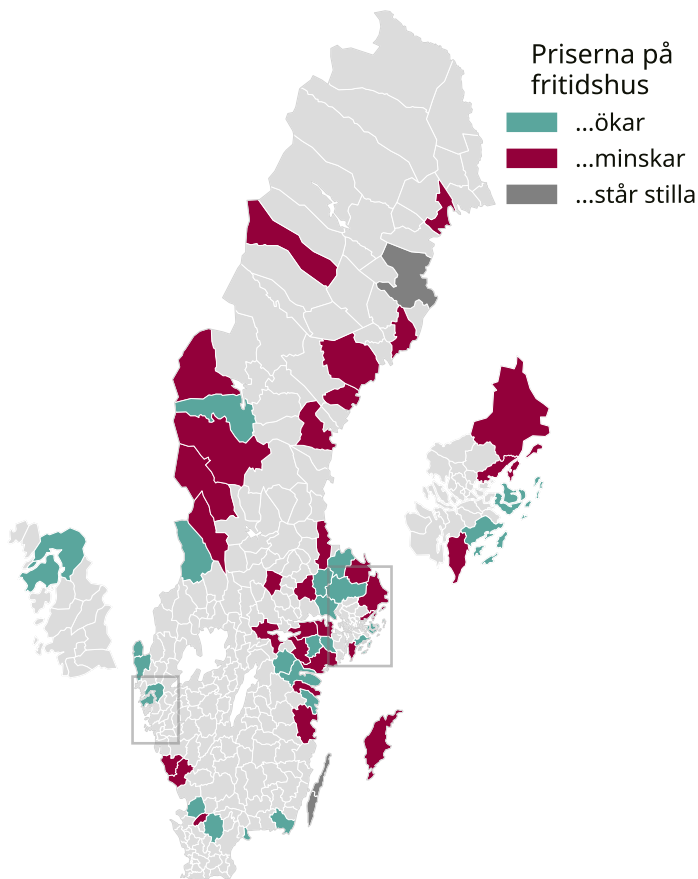 Priserna på
fritidshus
...ökar
...minskar
...står stilla